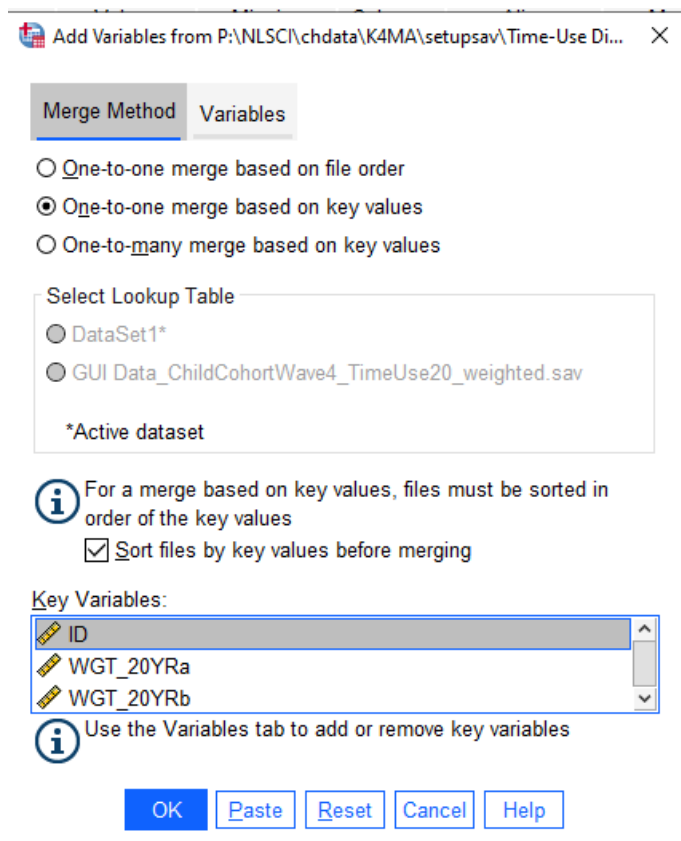 Add Variables from P:\NLSCI\chdata\K4MA\setupsav\Time-Use Di...
Merge Method
Variables
One-to-one merge based on file order
One-to-one merge based on key values
One-to-many merge based on key values
Select Lookup Table
DataSet1*
GUI Data_ChildCohortWave4_TimeUse20_weighted.sav
*Active dataset
For a merge based on key values, files must be sorted in
order of the key values
Sort files by key values before merging
Key Variables:
ID
WGT_20YRa
WGT_20YRb
Use the Variables tab to add or remove key variables
OK Paste Reset Cancel Help